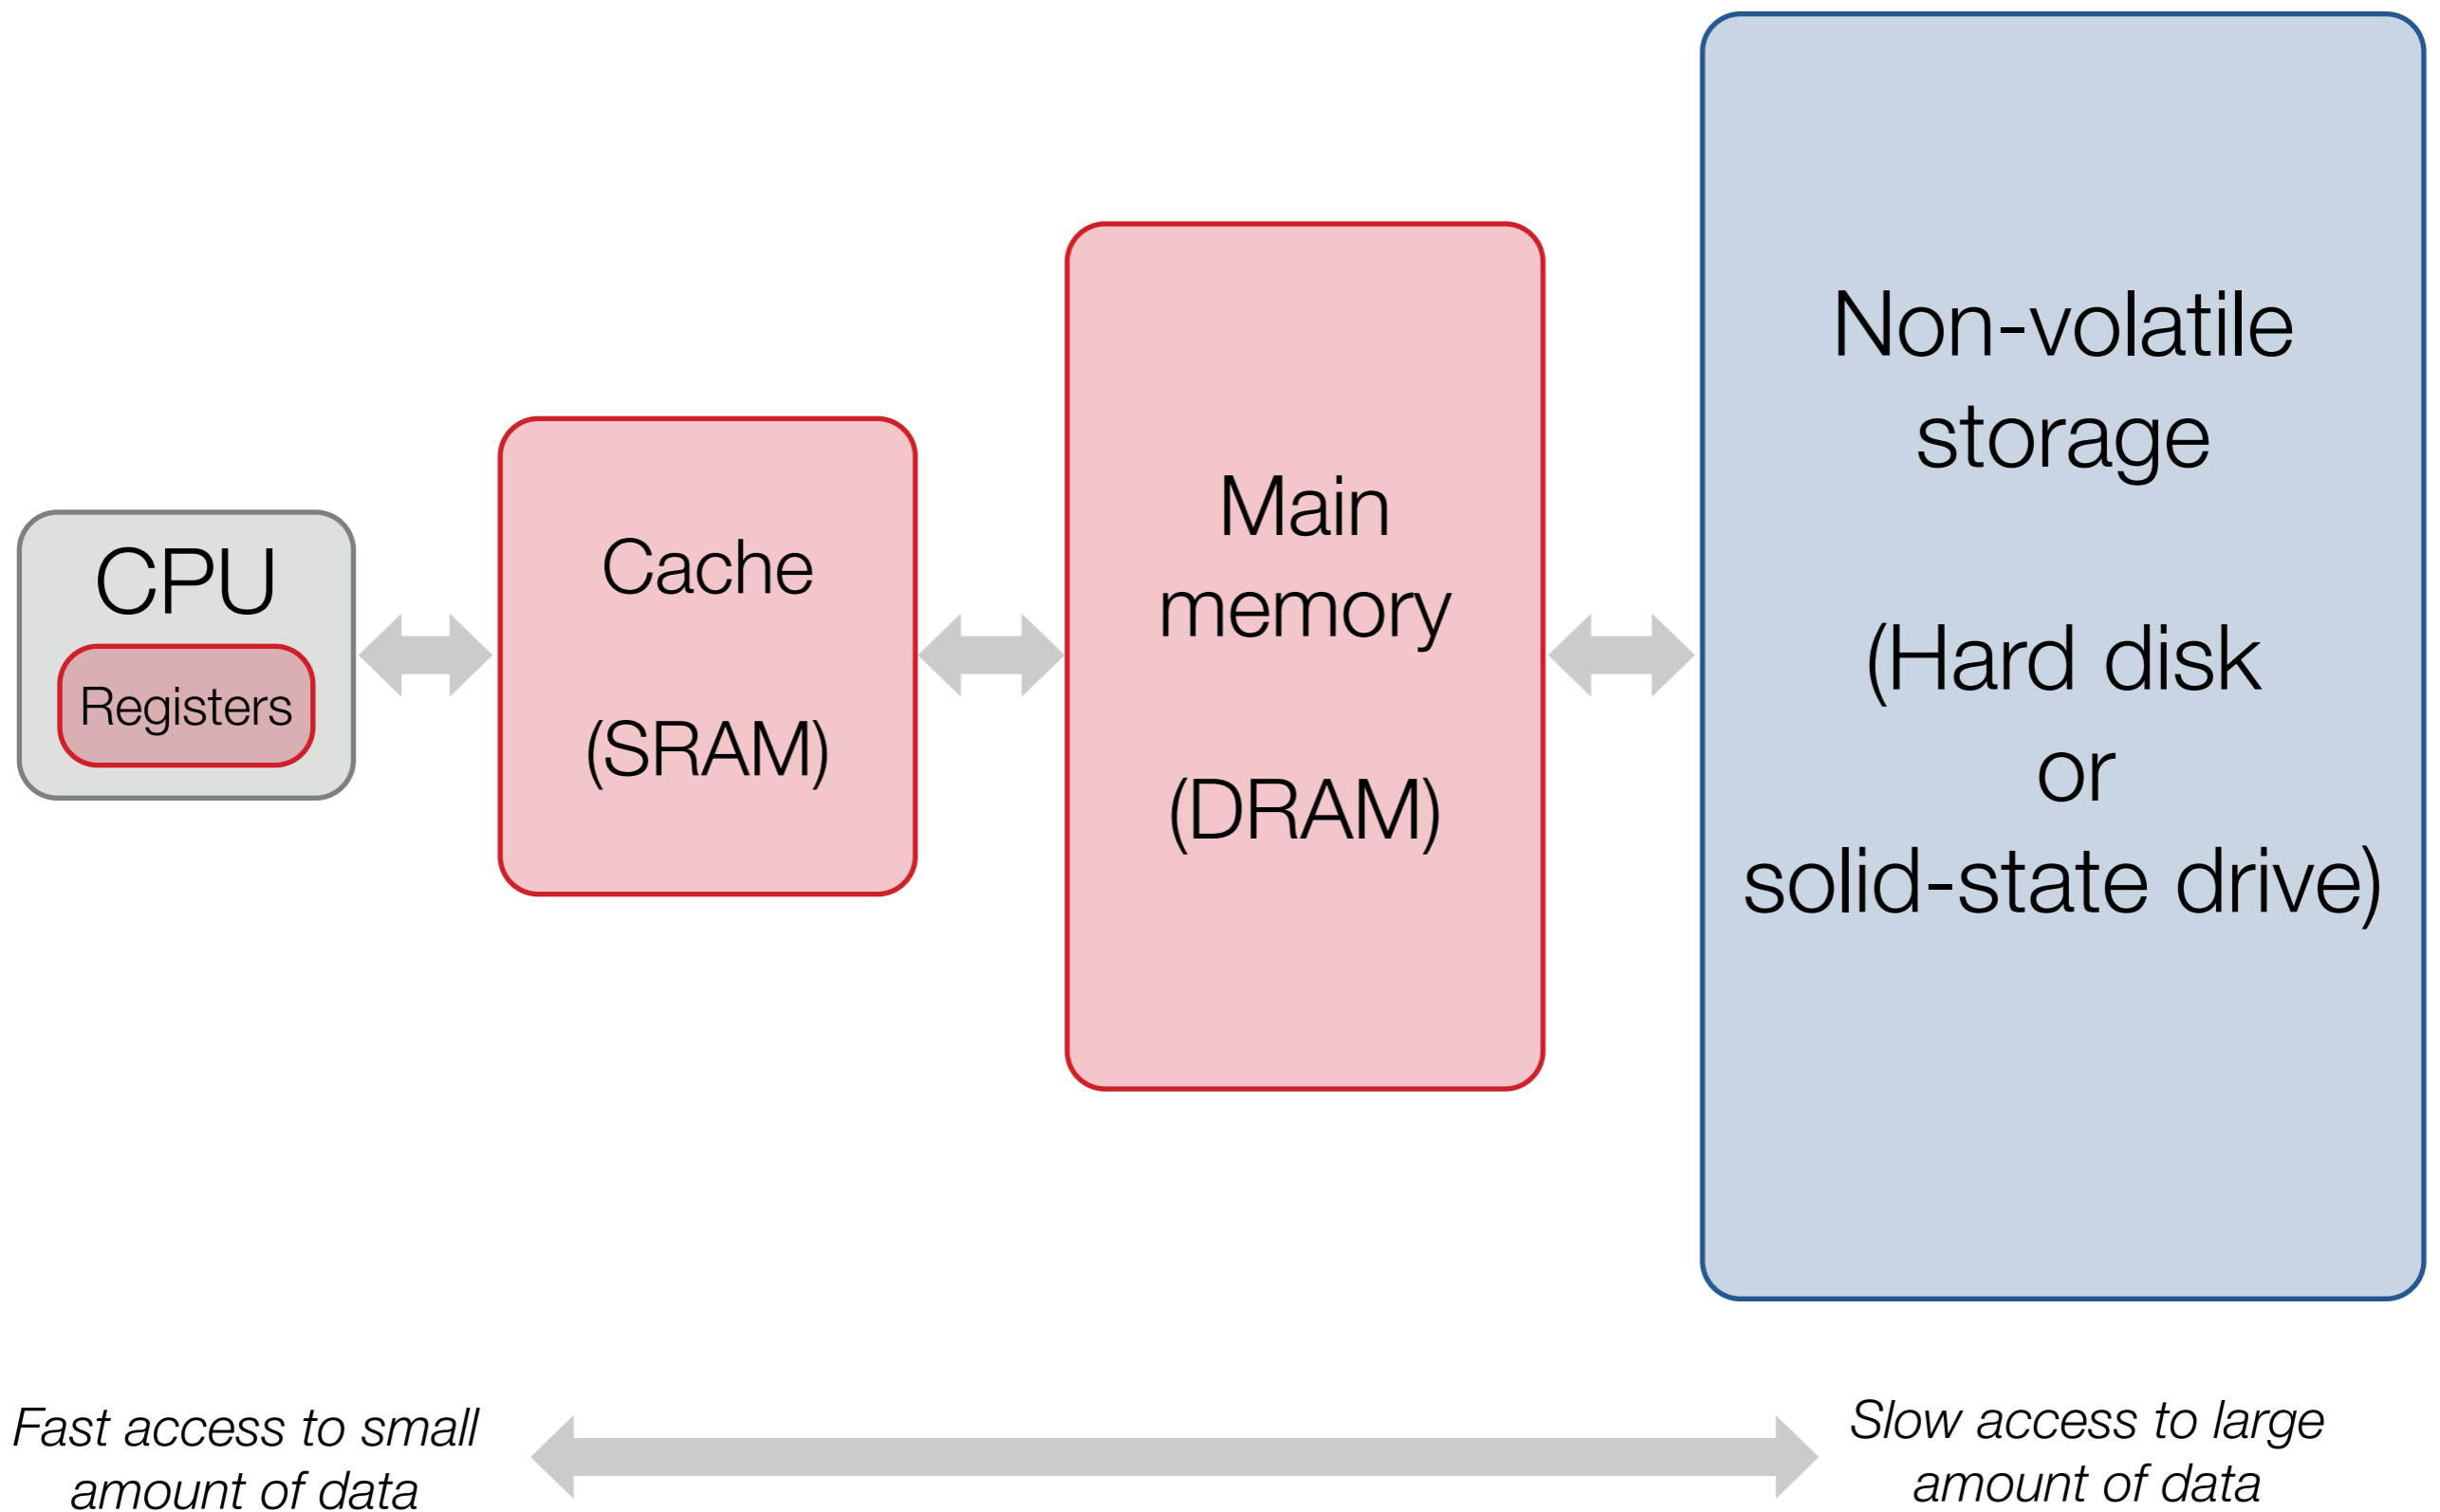 CPU
Registers
Cache
(SRAM)
Main
memory
(DRAM)
Non-volatile
storage
(Hard disk
or
solid-state drive)
Fast access to small
amount of data
Slow access to large
amount of data